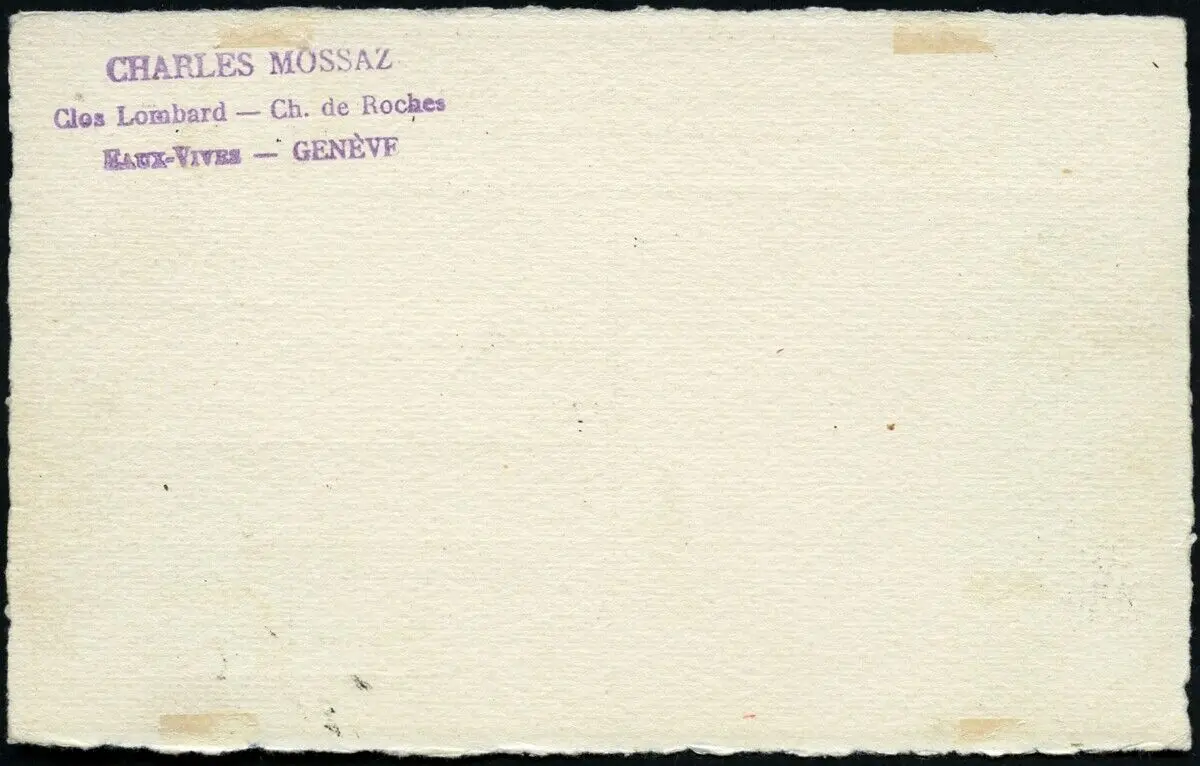 CHARLES MOSSAZ
Clos Lombard — Ch. de Roches
EAUX-VIVES — GENÈVE